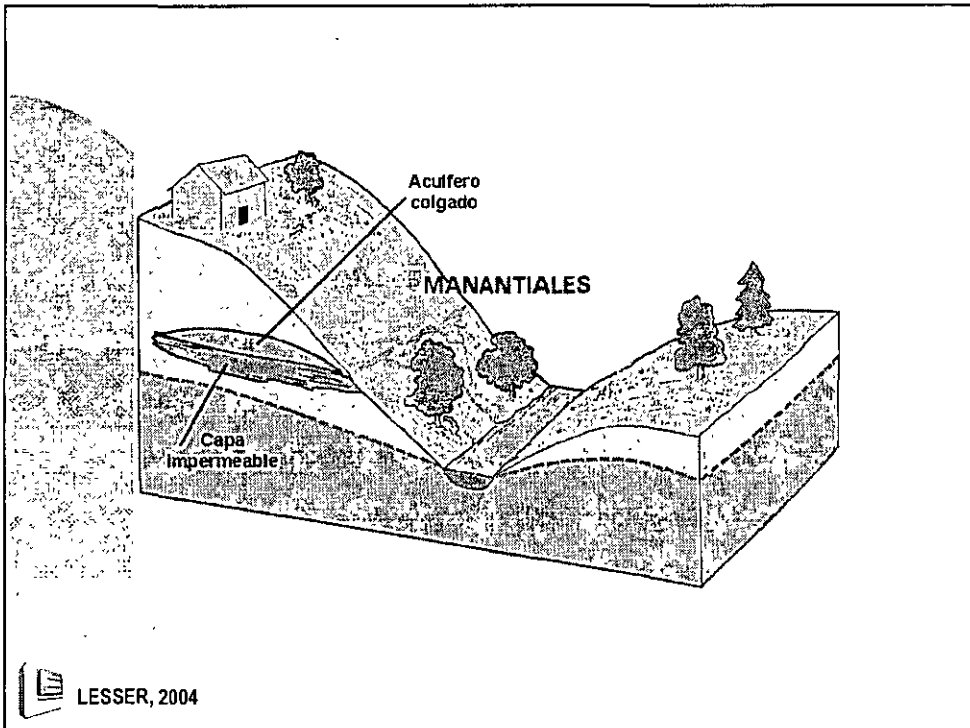 Acuífero
colgado
MANANTIALES
Capa
Impermeable
LESSER, 2004